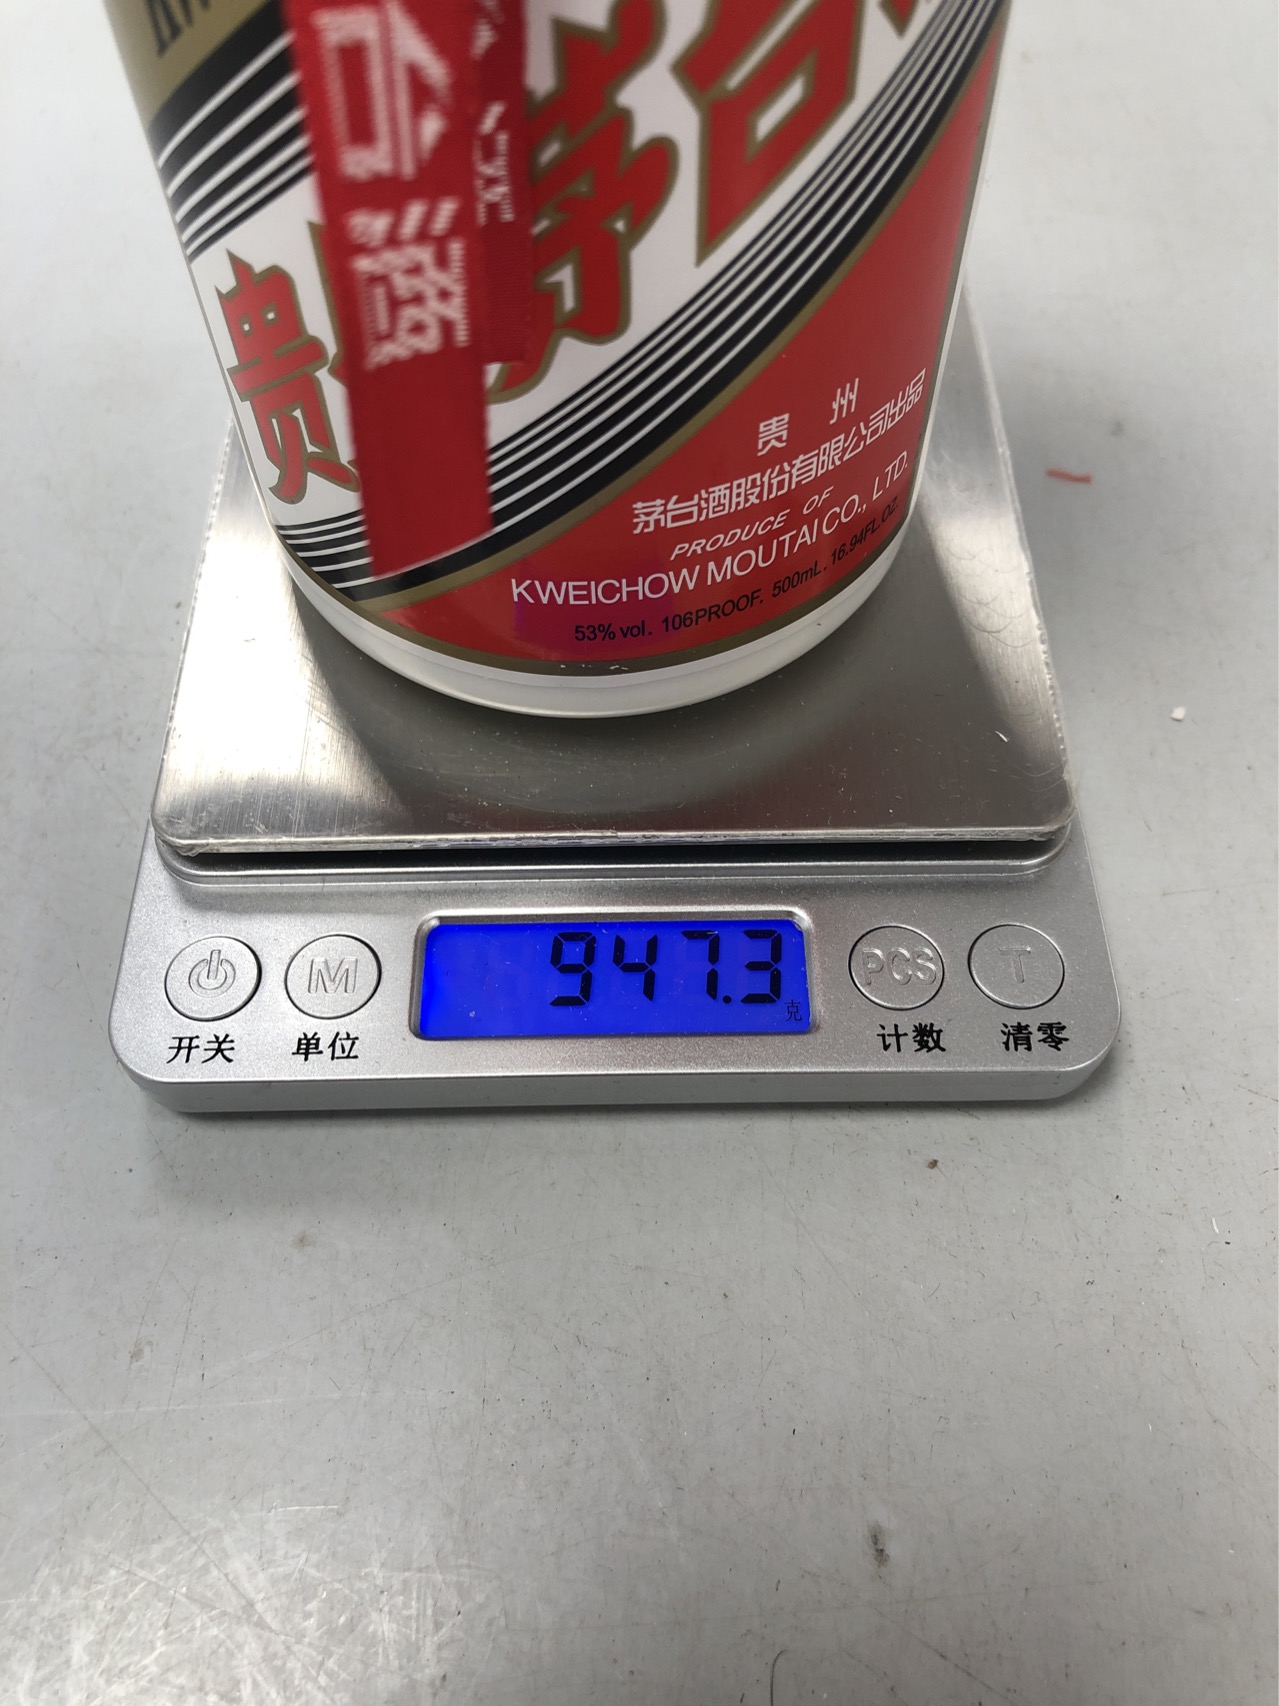 贵 茅台
贵 州
茅台酒股份有限公司出品
PRODUCE OF
KWEICHOW MOUTAI CO., LTD.
53% vol. 106PROOF. 500mL. 16.94FL.OZ.
947.3
克
M
PCS
T
开关
单位
计数
清零